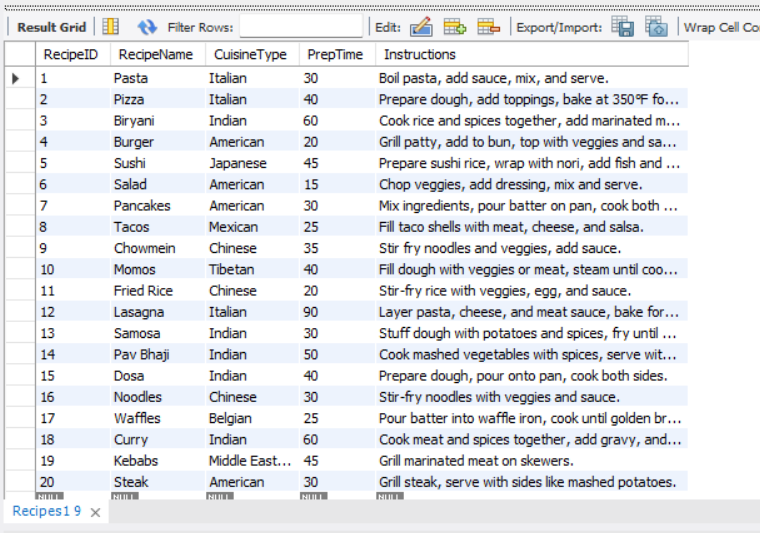 Result Grid Filter Rows: Edit: Export/Import: Wrap Cell Co
RecipeID RecipeName CuisineType PrepTime Instructions
1 Pasta Italian 30 Boil pasta, add sauce, mix, and serve.
2 Pizza Italian 40 Prepare dough, add toppings, bake at 350°F fo...
3 Biryani Indian 60 Cook rice and spices together, add marinated m...
4 Burger American 20 Grill patty, add to bun, top with veggies and sa...
5 Sushi Japanese 45 Prepare sushi rice, wrap with nori, add fish and ...
6 Salad American 15 Chop veggies, add dressing, mix and serve.
7 Pancakes American 30 Mix ingredients, pour batter on pan, cook both ...
8 Tacos Mexican 25 Fill taco shells with meat, cheese, and salsa.
9 Chowmein Chinese 35 Stir fry noodles and veggies, add sauce.
10 Momos Tibetan 40 Fill dough with veggies or meat, steam until coo...
11 Fried Rice Chinese 20 Stir-fry rice with veggies, egg, and sauce.
12 Lasagna Italian 90 Layer pasta, cheese, and meat sauce, bake for...
13 Samosa Indian 30 Stuff dough with potatoes and spices, fry until ...
14 Pav Bhaji Indian 50 Cook mashed vegetables with spices, serve wit...
15 Dosa Indian 40 Prepare dough, pour onto pan, cook both sides.
16 Noodles Chinese 30 Stir-fry noodles with veggies and sauce.
17 Waffles Belgian 25 Pour batter into waffle iron, cook until golden br...
18 Curry Indian 60 Cook meat and spices together, add gravy, and...
19 Kebabs Middle East... 45 Grill marinated meat on skewers.
20 Steak American 30 Grill steak, serve with sides like mashed potatoes.
NULL NULL NULL NULL NULL
Recipes1 9